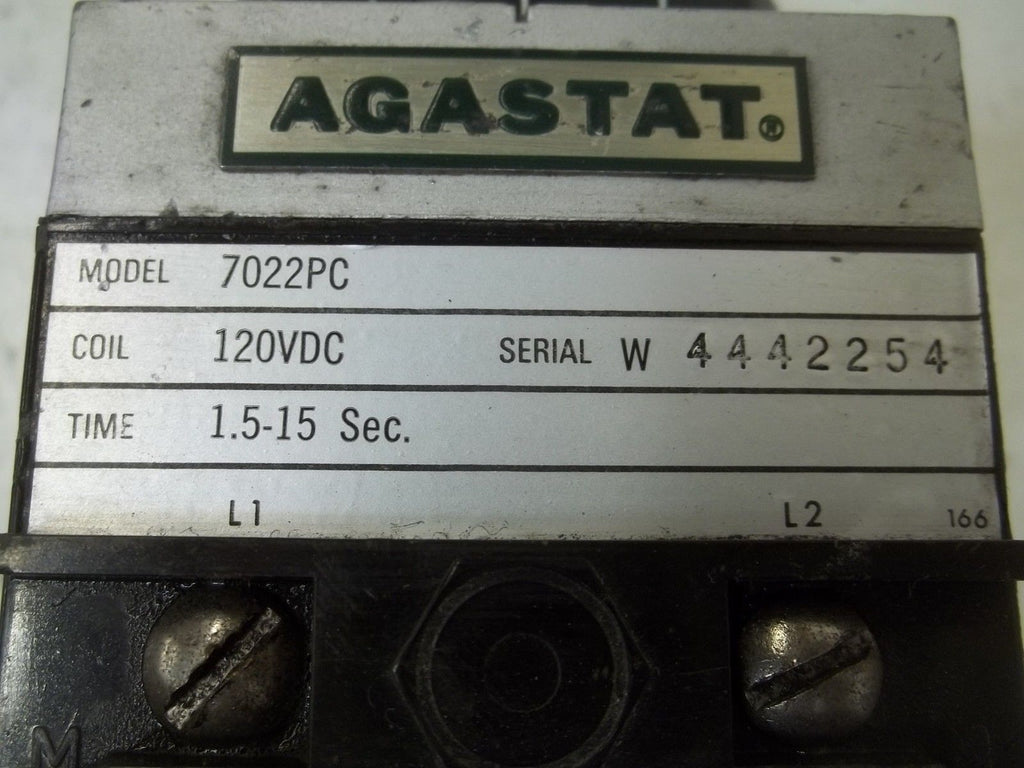 AGASTAT®
MODEL 7022PC
COIL 120VDC SERIAL W 4442254
TIME 1.5-15 Sec.
L1 L2 166
M